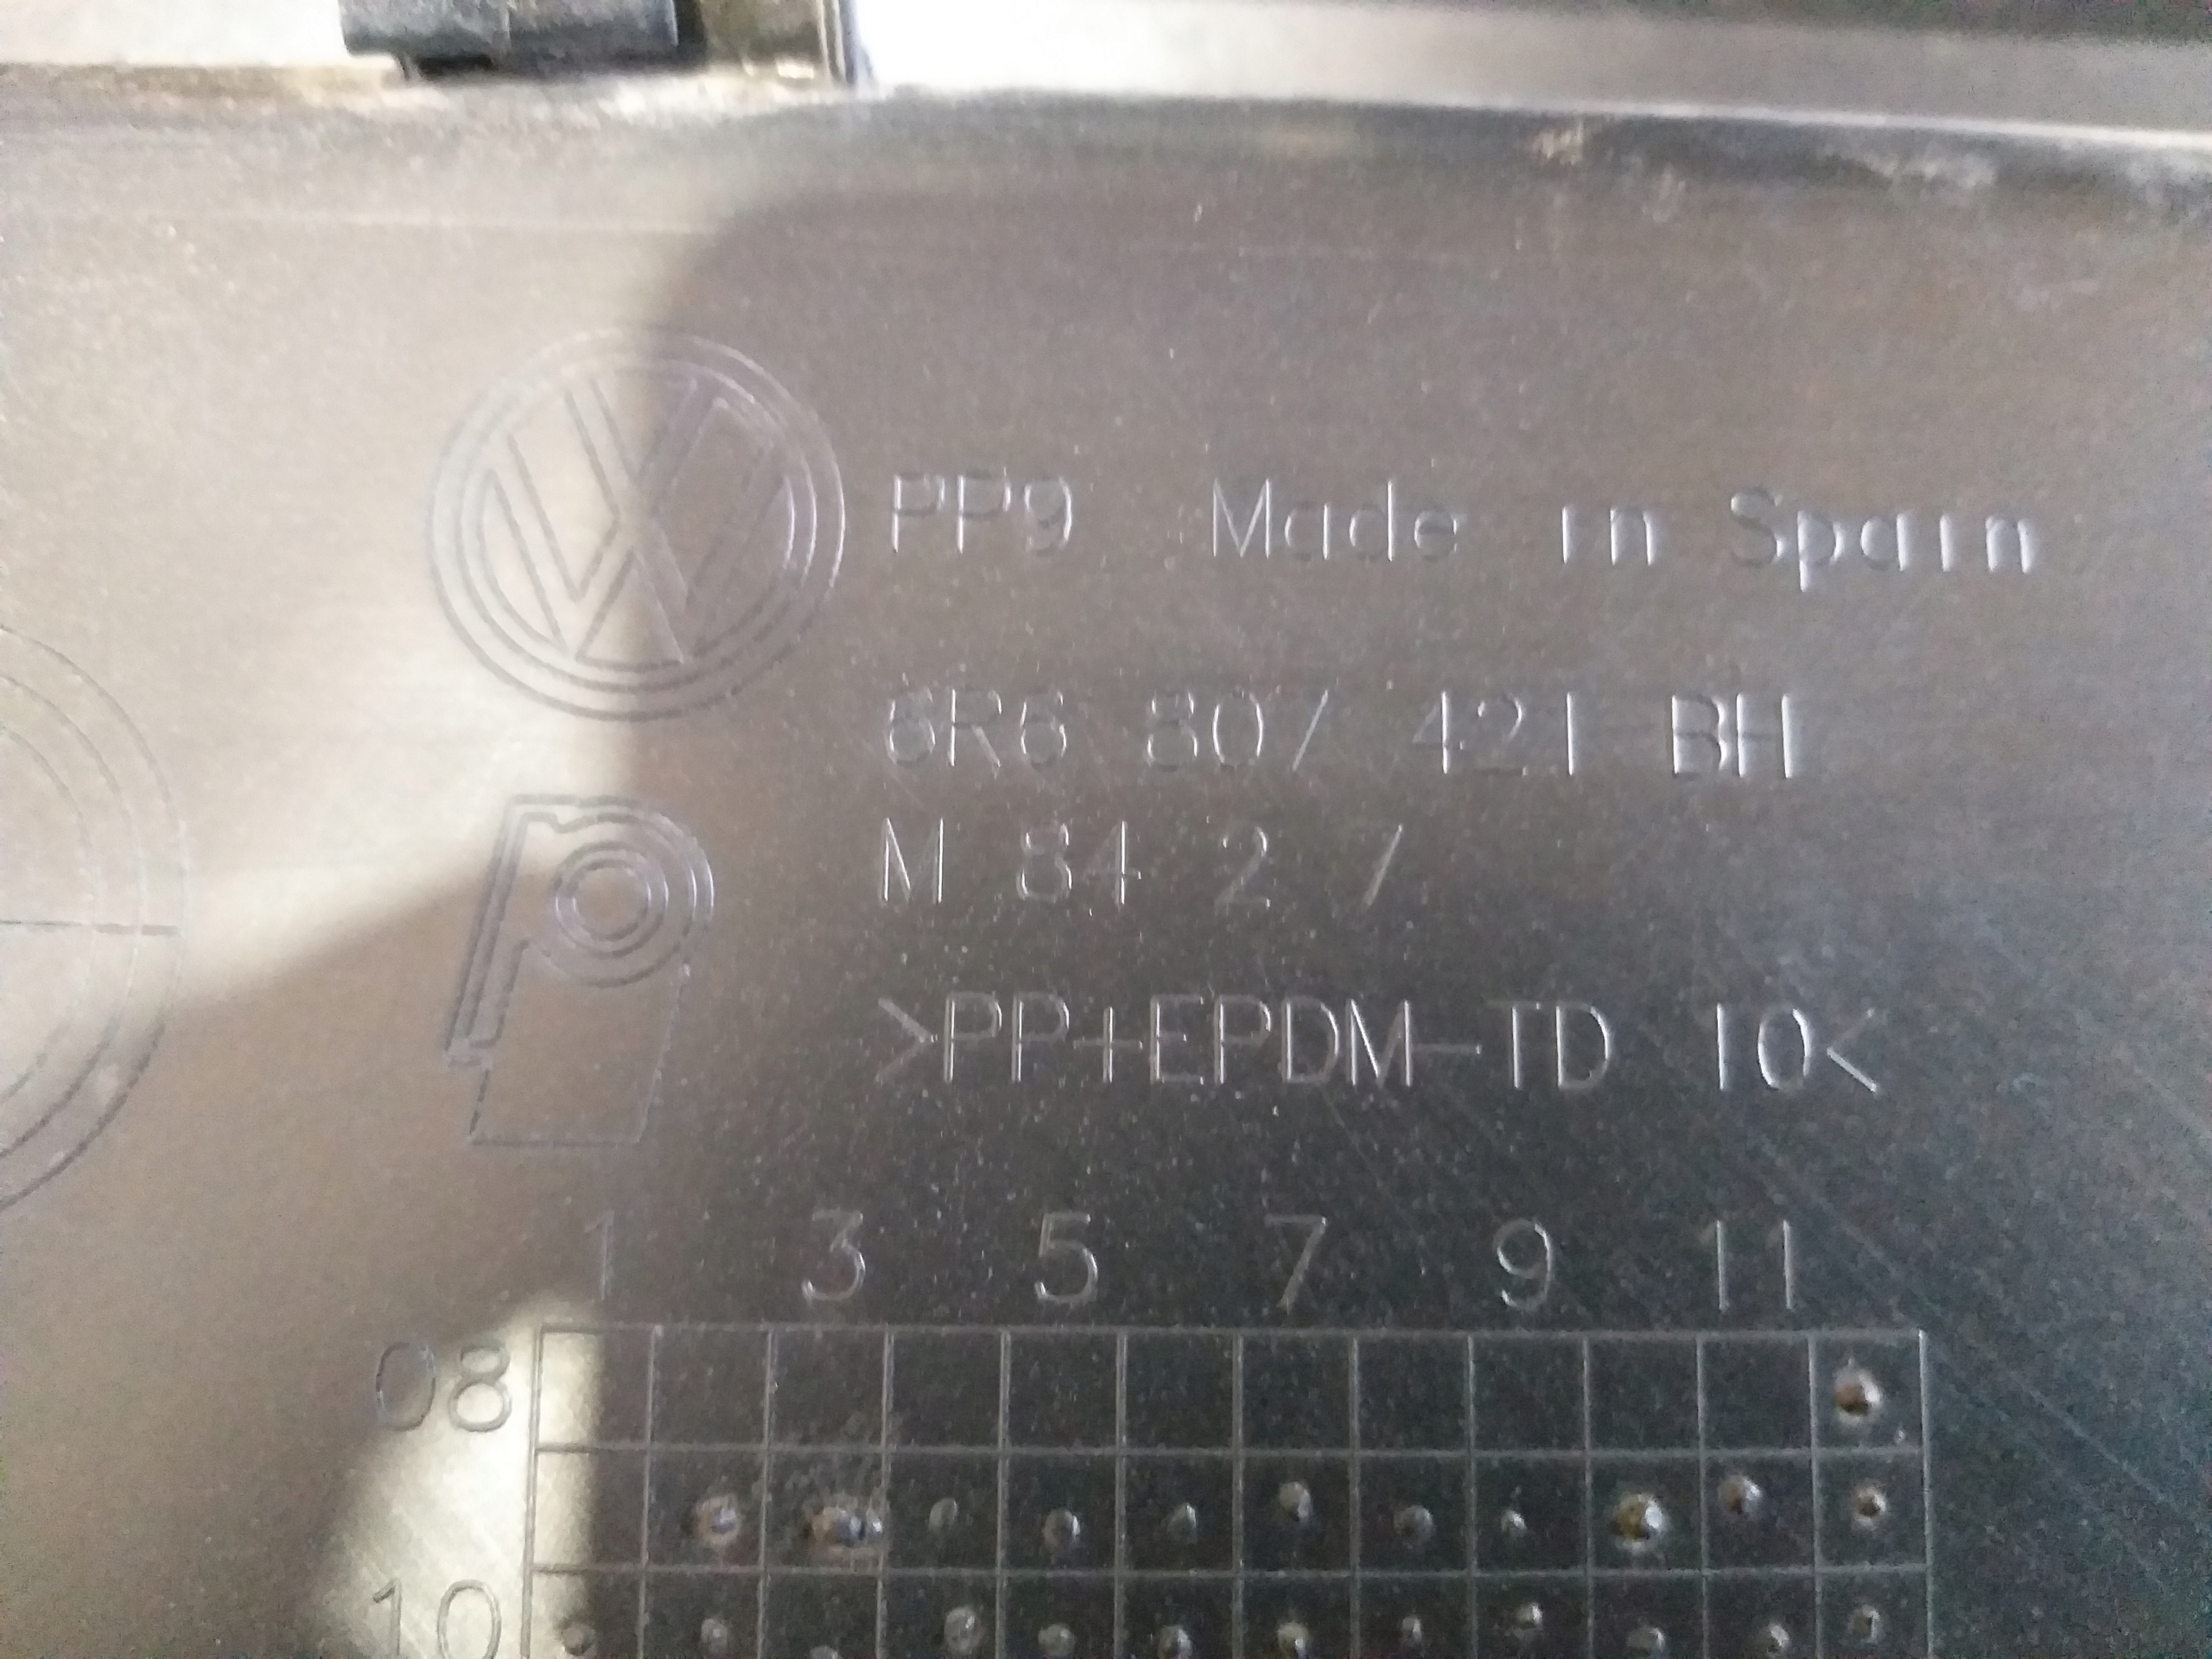 PP9 Made in Spain
6R6 807 421 BH
M 84 2 7
>PP+EPDM-TD 10<
1 3 5 7 9 11
08
10